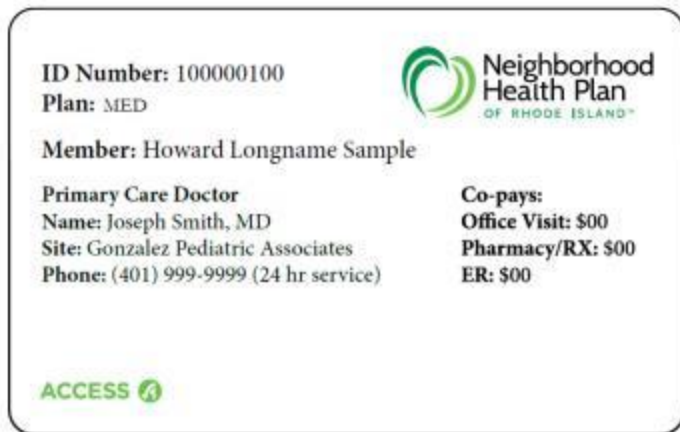 ID Number: 100000100
Plan: MED
Neighborhood
Health Plan
OF RHODE ISLAND™
Member: Howard Longname Sample
Primary Care Doctor
Name: Joseph Smith, MD
Site: Gonzalez Pediatric Associates
Phone: (401) 999-9999 (24 hr service)
Co-pays:
Office Visit: $00
Pharmacy/RX: $00
ER: $00
ACCESS